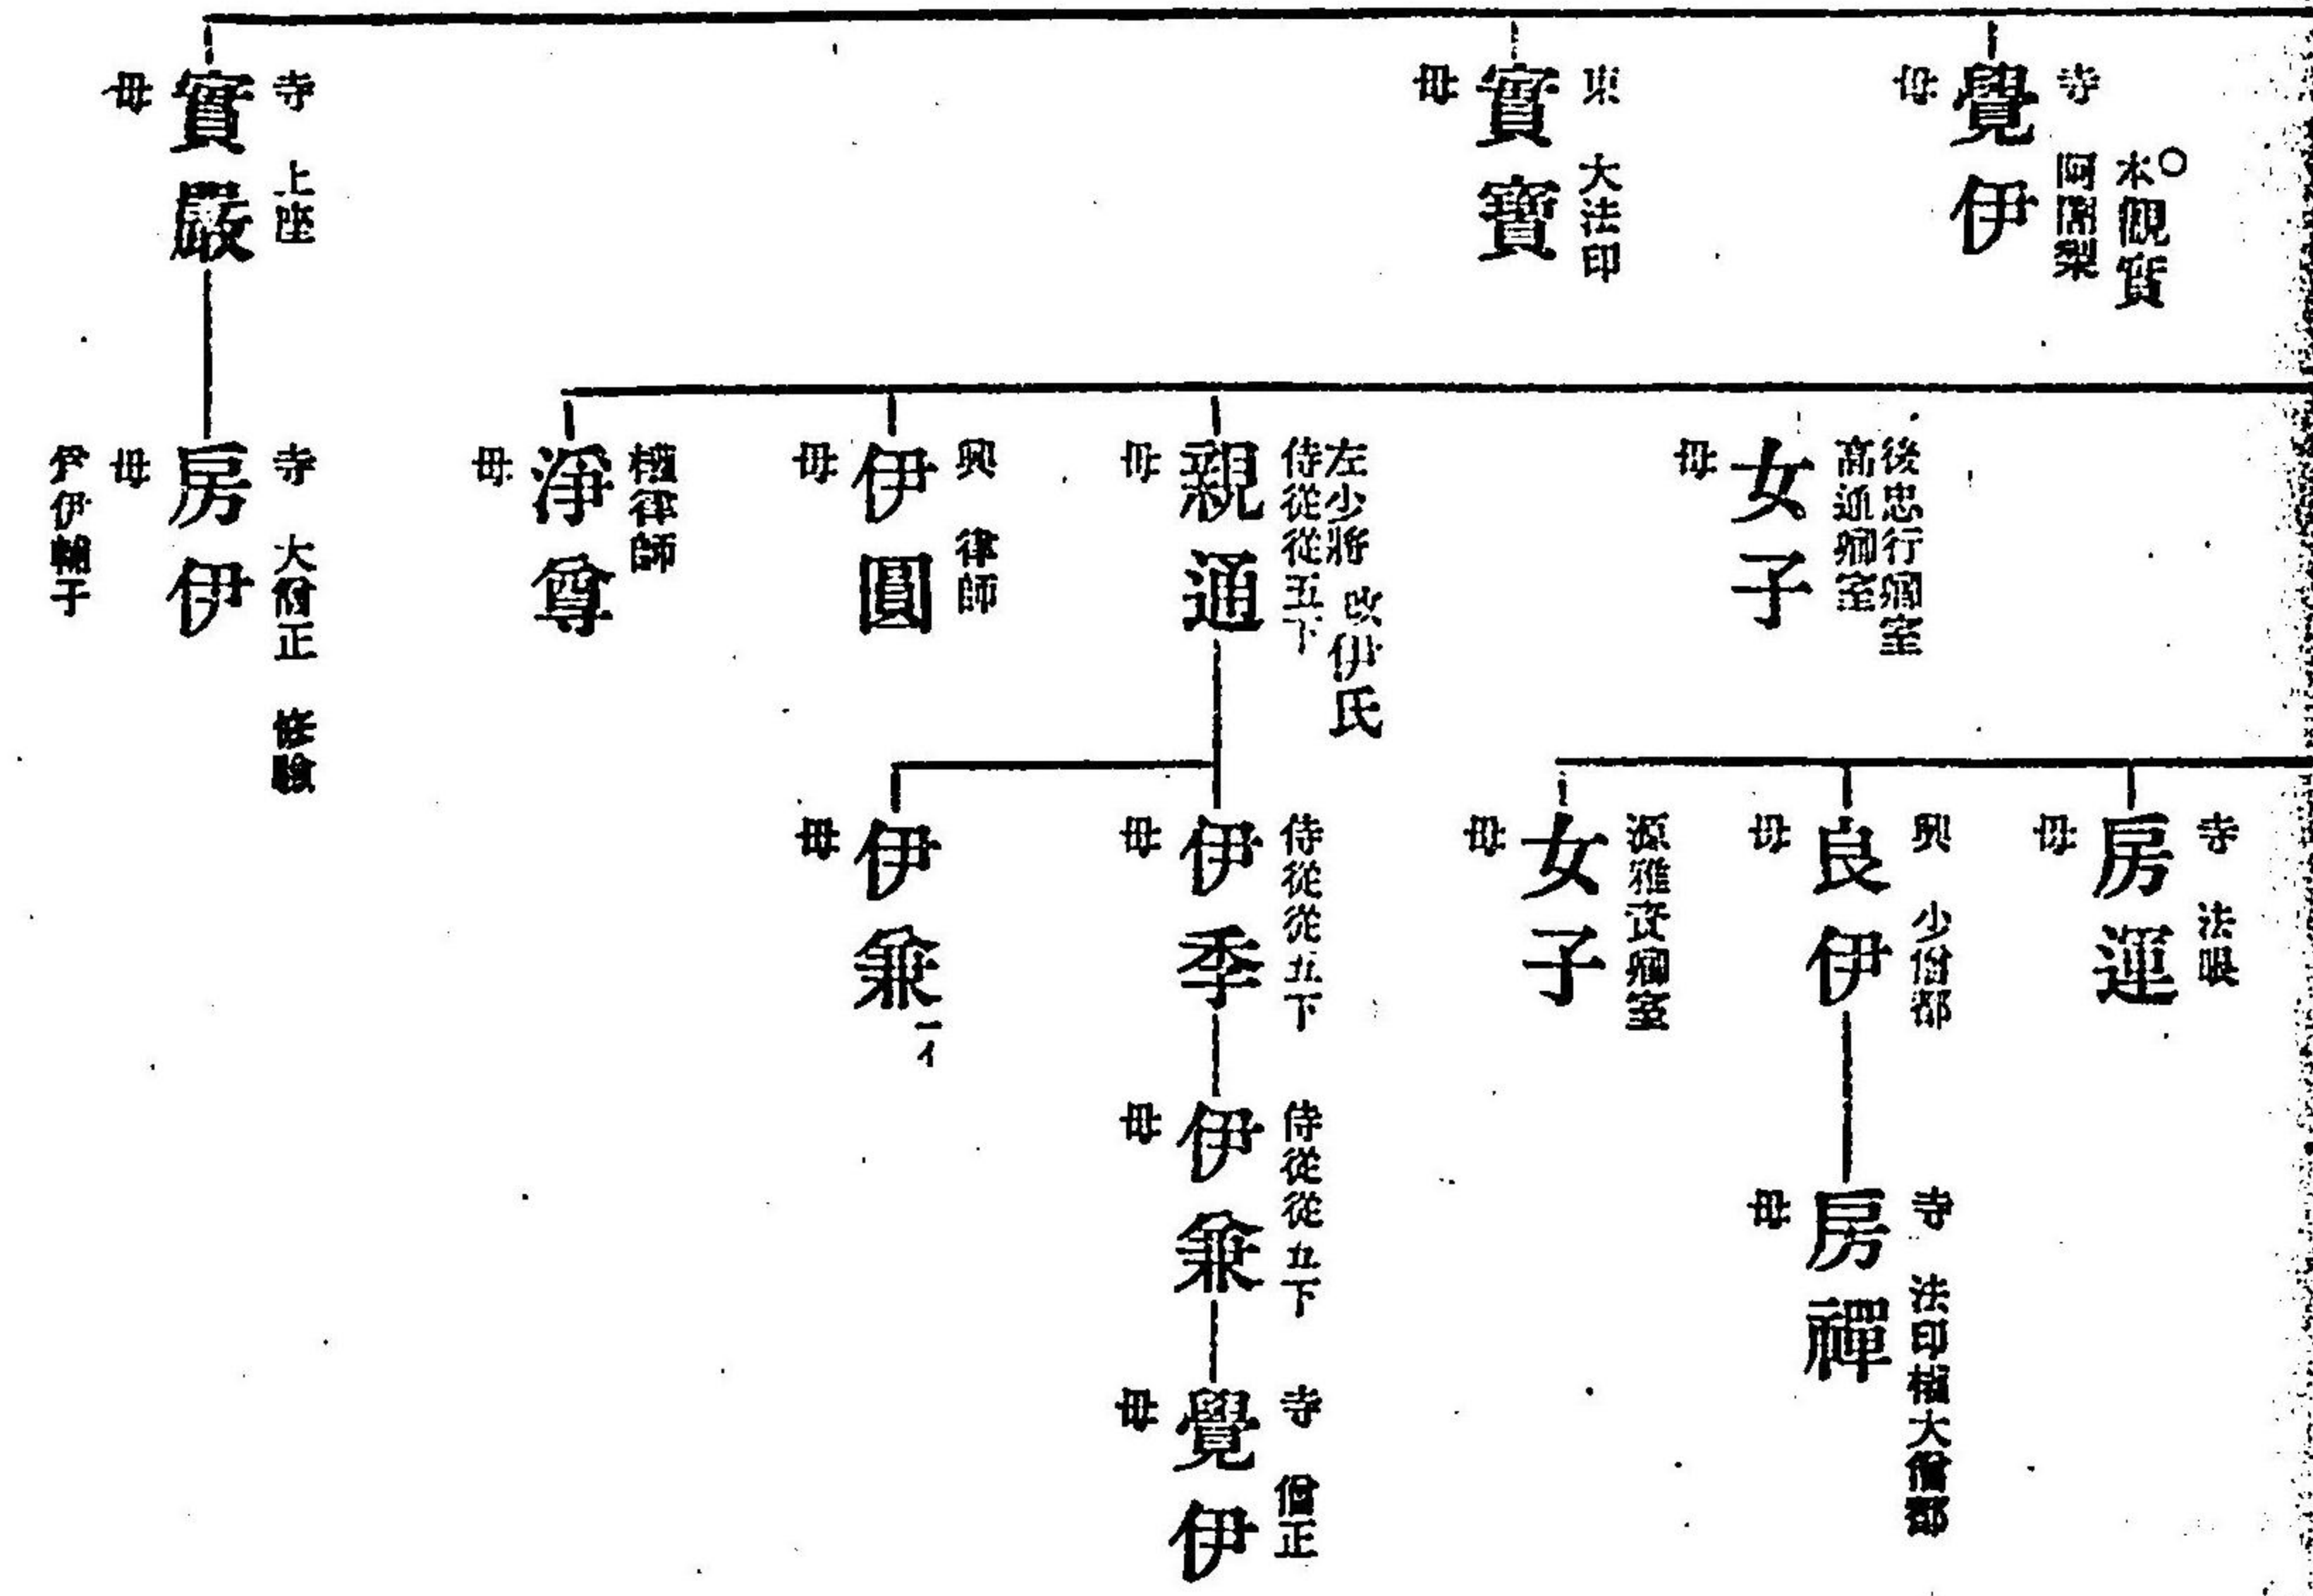 ○本觀寶
寺 阿闍梨
覺伊
母
東 大法印
實寶
母
寺 上座
實嚴
母
後忠行卿室
高通卿室
女子
母
左少將 改伊氏
侍從從五下
親通
母
興 律師
伊圓
母
權律師
淨尊
母
寺 大僧正 修驗
房伊
母
尹伊輔子
寺 法眼
房運
母
興 少僧都
良伊
母
源雅資卿室
女子
母
侍從從五下
伊季
母
伊兼
一イ
母
寺 法印權大僧都
房禪
母
侍從從五下
伊兼
母
寺 僧正
覺伊
母